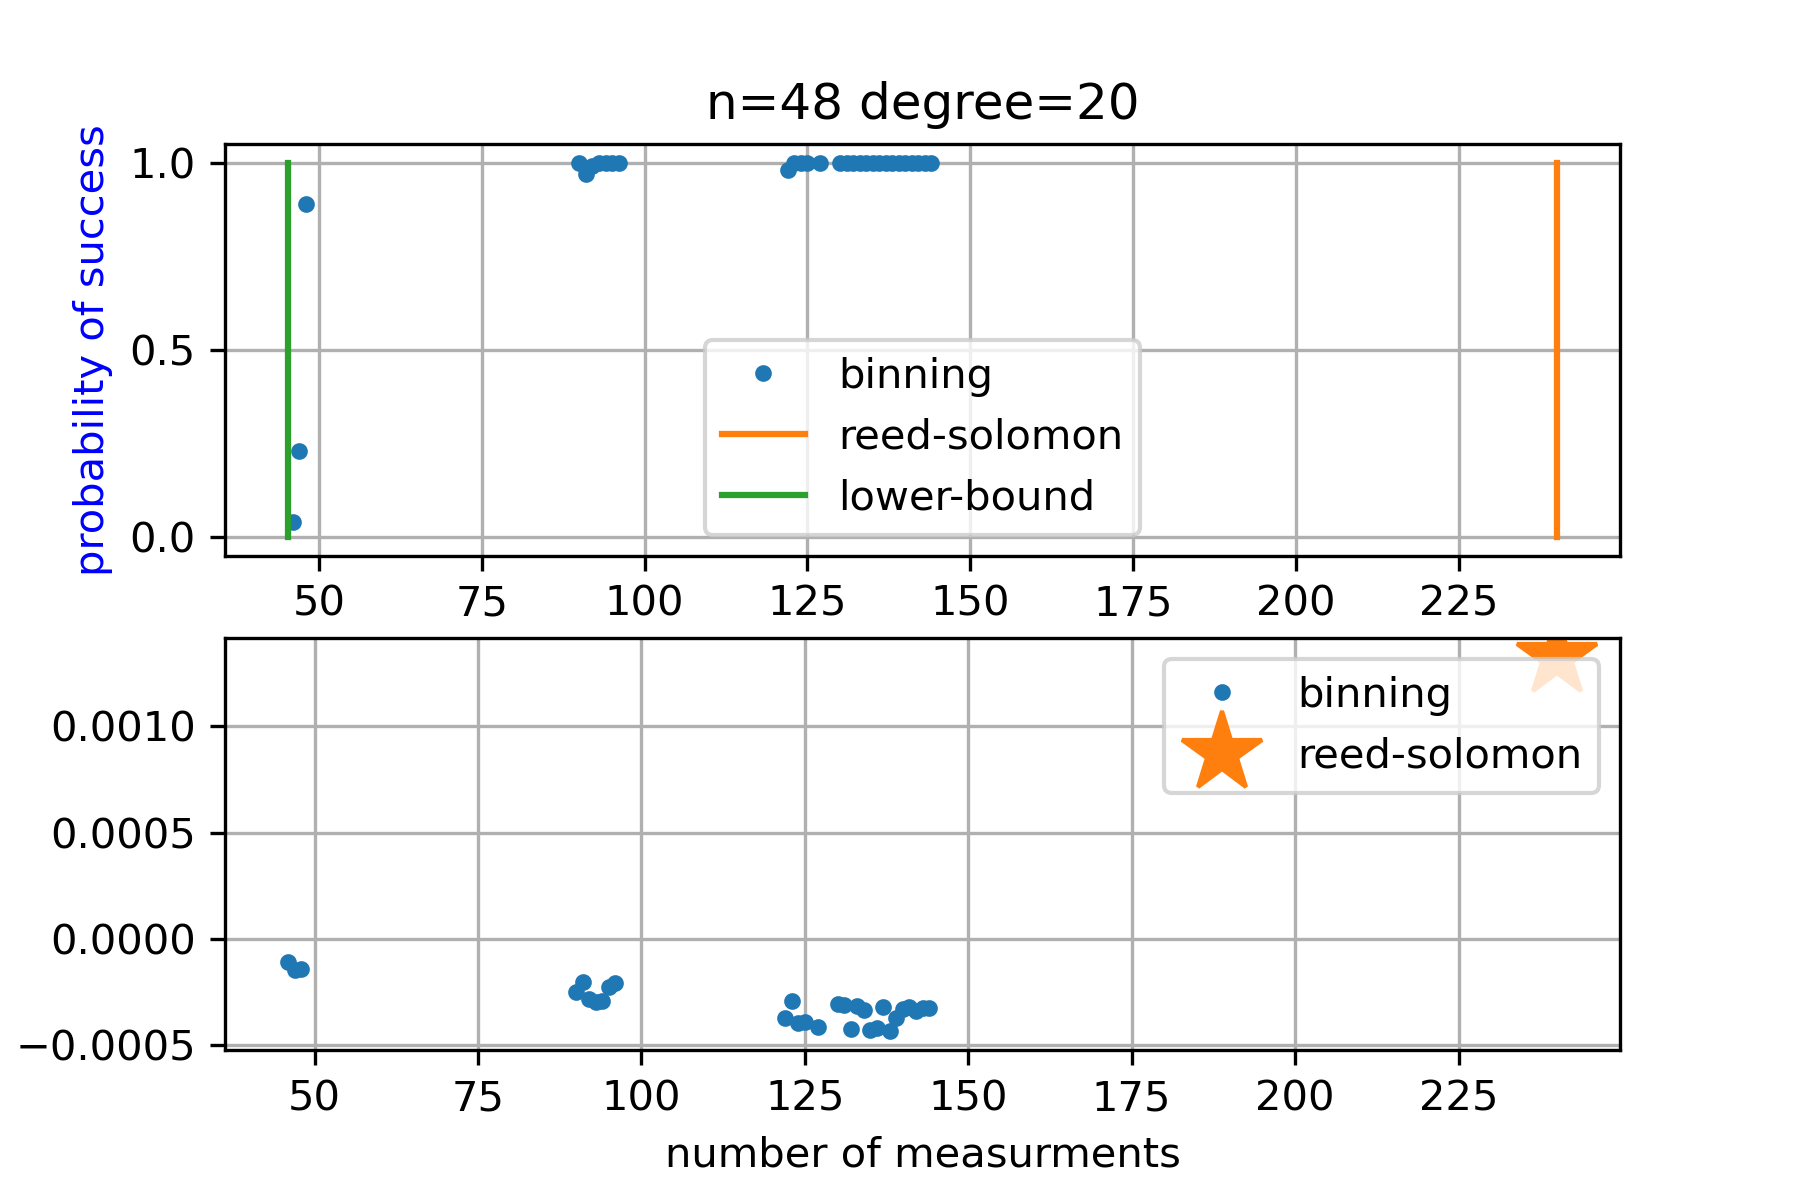 n=48 degree=20
probability of success
1.0
0.5
0.0
binning
reed-solomon
lower-bound
50 75 100 125 150 175 200 225
0.0010
0.0005
0.0000
−0.0005
binning
reed-solomon
50 75 100 125 150 175 200 225
number of measurments